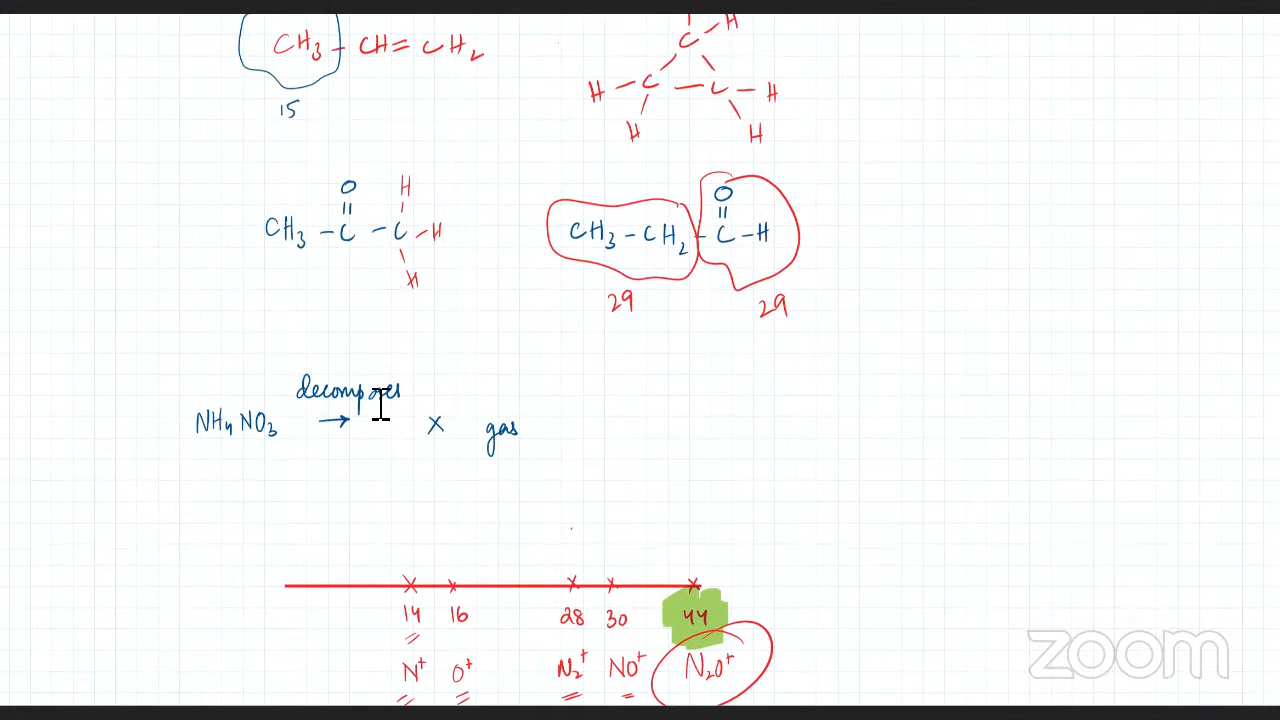 CH3 - CH = CH2
15
C - H
H - C - C - H
H H
O H
CH3 - C - C - H
H
O
CH3 - CH2 - C - H
29 29
decomposes
NH4NO3 → X gas
14 16 28 30 44
N+ O+ N2+ NO+ N2O+
zoom